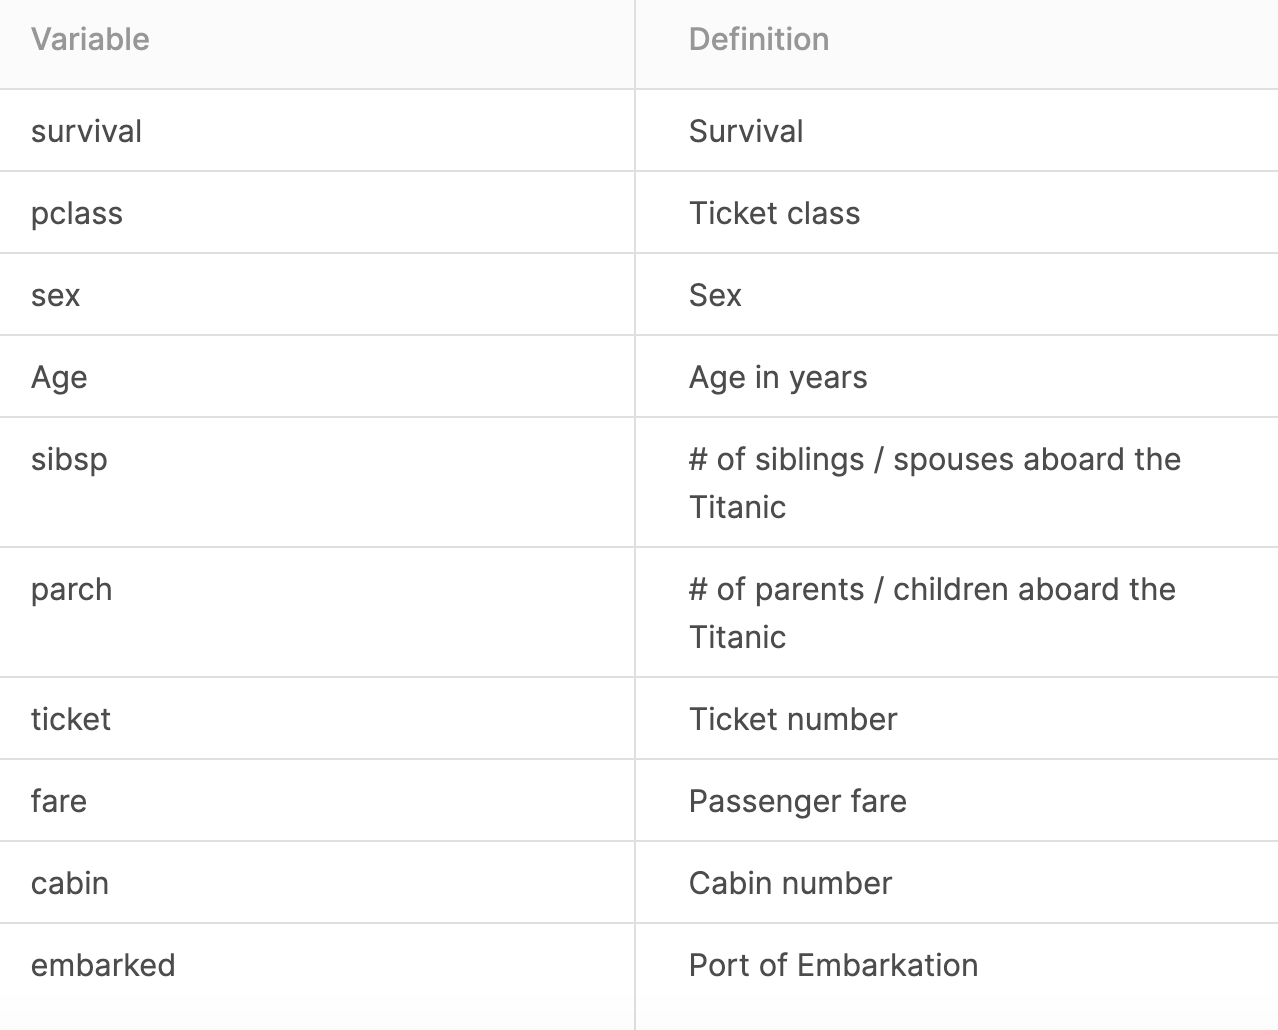 Variable Definition
survival Survival
pclass Ticket class
sex Sex
Age Age in years
sibsp # of siblings / spouses aboard the
Titanic
parch # of parents / children aboard the
Titanic
ticket Ticket number
fare Passenger fare
cabin Cabin number
embarked Port of Embarkation